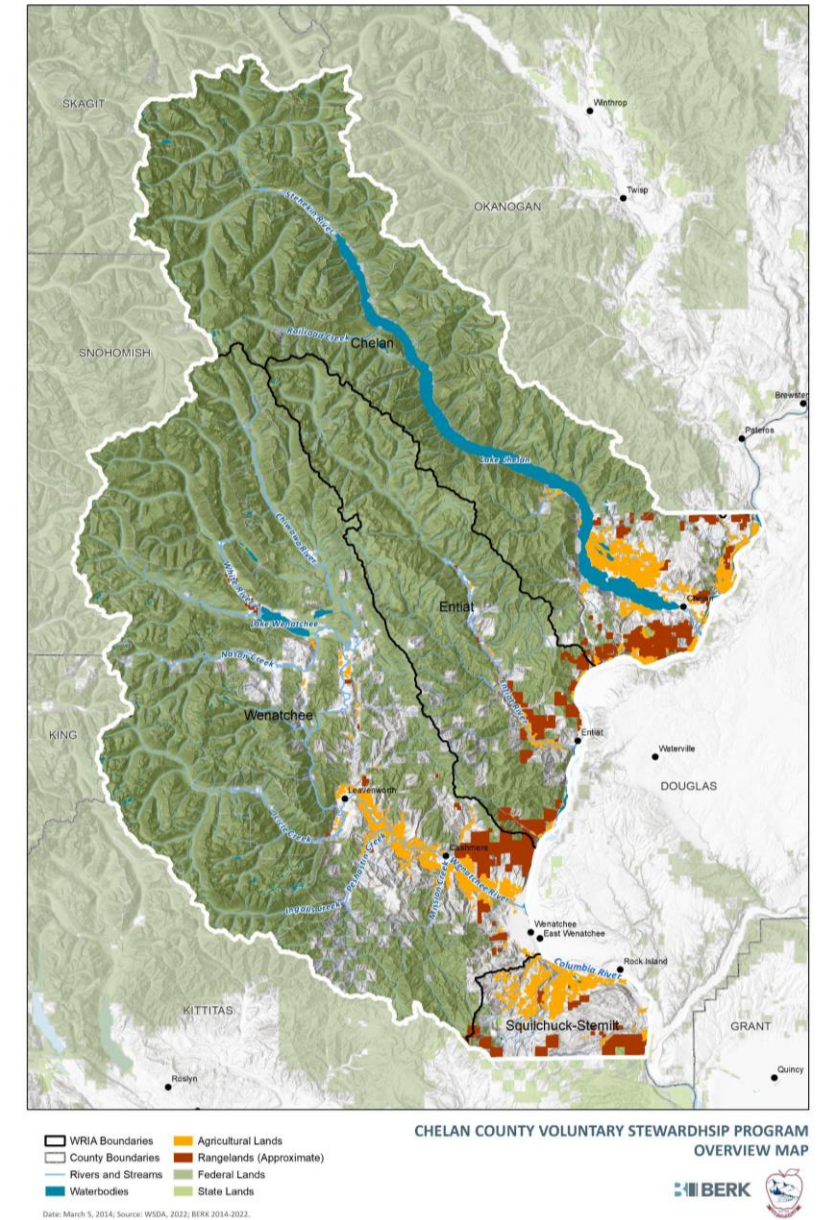 SKAGIT
Winthrop
Twisp
OKANOGAN
Stehekin River
Railroad Creek
Chelan
SNOHOMISH
Brewster
Pateros
Lake Chelan
Chiwawa River
White River
Entiat
Chelan
Lake Wenatchee
Nason Creek
Entiat River
Wenatchee
KING
Entiat
Waterville
DOUGLAS
Leavenworth
Icicle Creek
Cashmere
Peshastin Creek
Wenatchee River
Mission Creek
Ingalls Creek
Wenatchee
East Wenatchee
Columbia River
Rock Island
KITTITAS
Squilchuck-Stemilt
GRANT
Roslyn
Quincy
WRIA Boundaries
County Boundaries
Rivers and Streams
Waterbodies
Agricultural Lands
Rangelands (Approximate)
Federal Lands
State Lands
CHELAN COUNTY VOLUNTARY STEWARDHSIP PROGRAM
OVERVIEW MAP
BERK
Date: March 5, 2014; Source: WSDA, 2022; BERK 2014-2022.